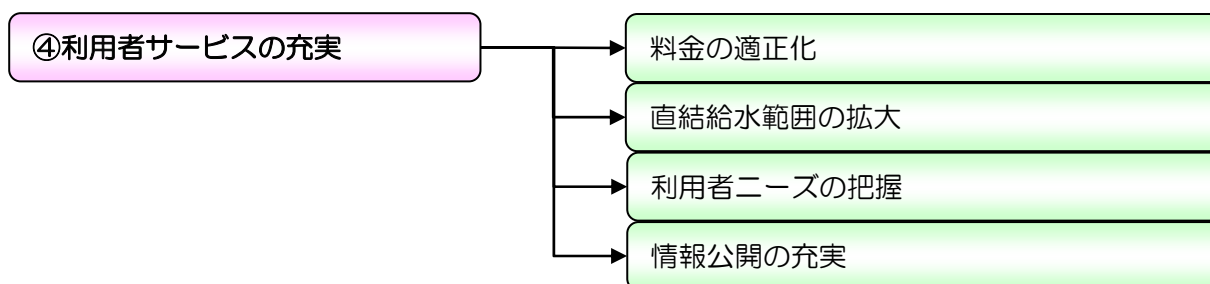 ④利用者サービスの充実
料金の適正化
直結給水範囲の拡大
利用者ニーズの把握
情報公開の充実